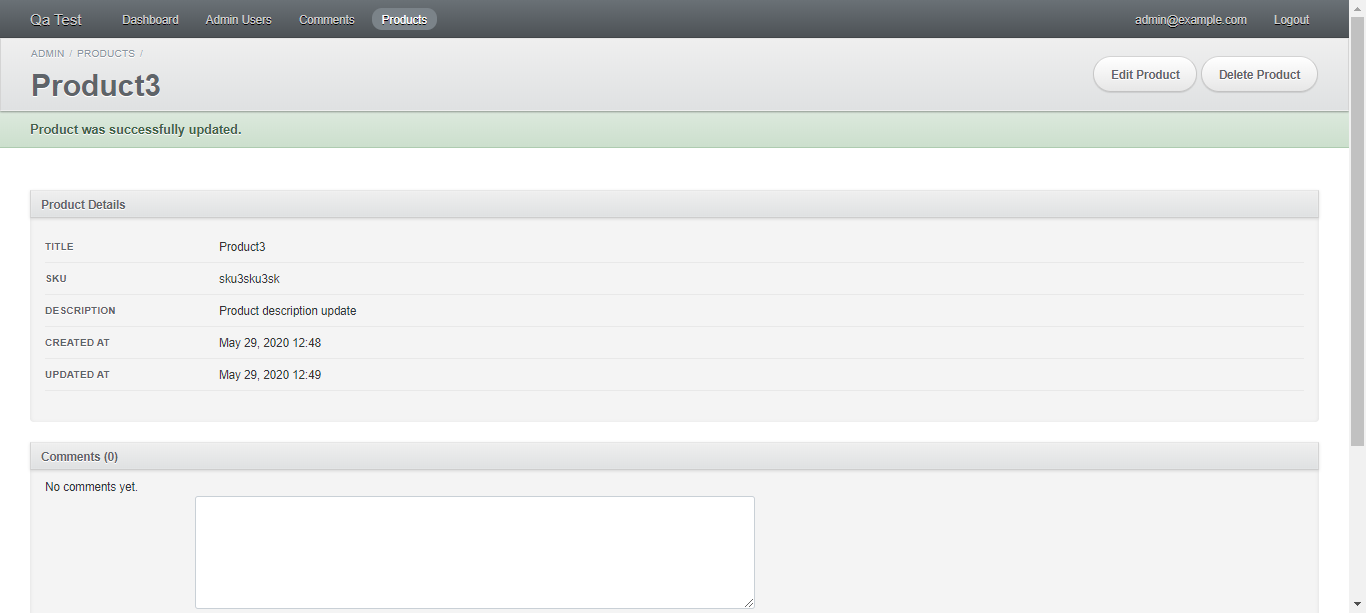 Qa Test Dashboard Admin Users Comments Products admin@example.com Logout
ADMIN / PRODUCTS /
Product3
Edit Product Delete Product
Product was successfully updated.
Product Details
TITLE Product3
SKU sku3sku3sk
DESCRIPTION Product description update
CREATED AT May 29, 2020 12:48
UPDATED AT May 29, 2020 12:49
Comments (0)
No comments yet.